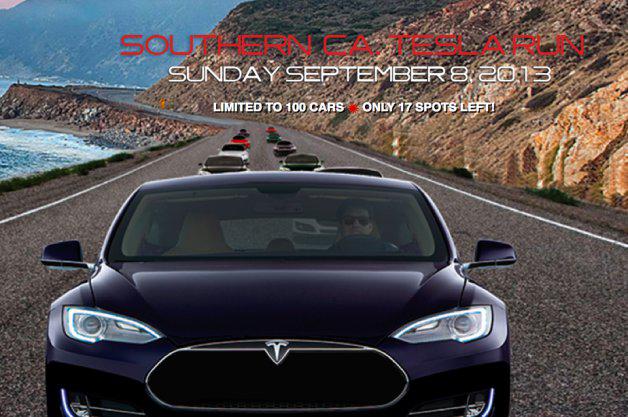 SOUTHERN CA. TESLA RUN
SUNDAY SEPTEMBER 8, 2013
LIMITED TO 100 CARS ✹ ONLY 17 SPOTS LEFT!